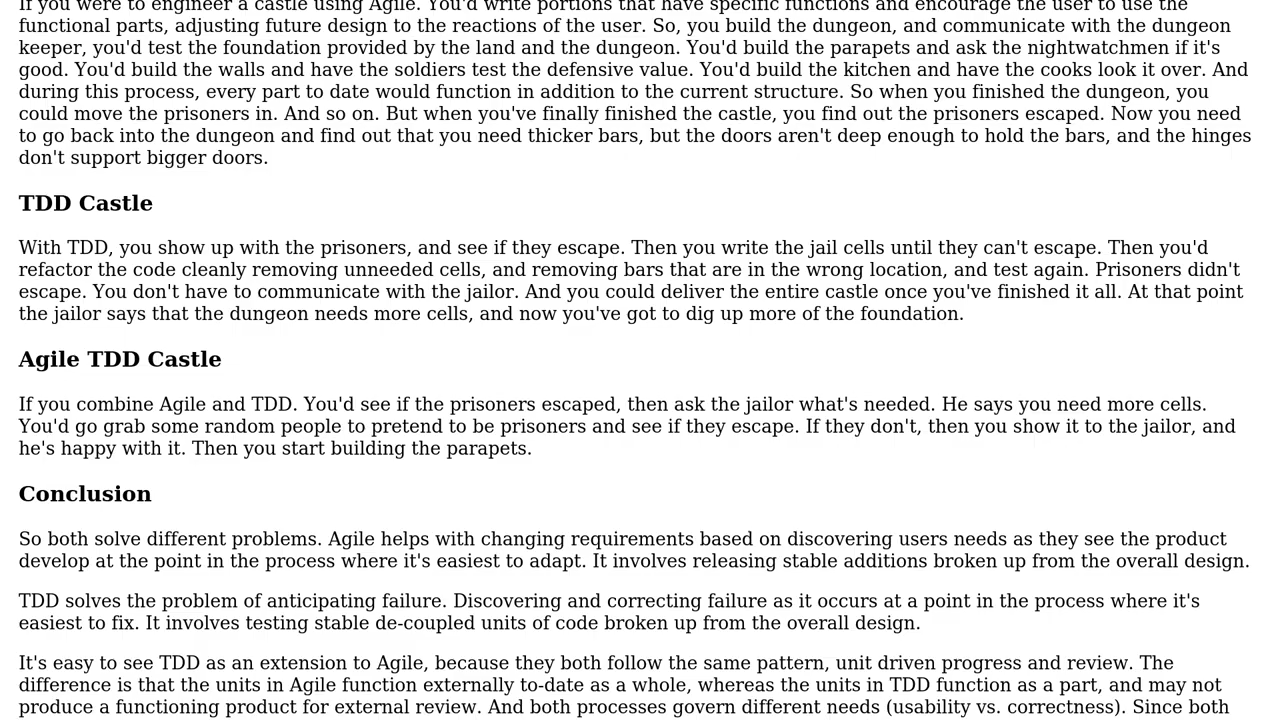 If you were to engineer a castle using Agile. You'd write portions that have specific functions and encourage the user to use the
functional parts, adjusting future design to the reactions of the user. So, you build the dungeon, and communicate with the dungeon
keeper, you'd test the foundation provided by the land and the dungeon. You'd build the parapets and ask the nightwatchmen if it's
good. You'd build the walls and have the soldiers test the defensive value. You'd build the kitchen and have the cooks look it over. And
during this process, every part to date would function in addition to the current structure. So when you finished the dungeon, you
could move the prisoners in. And so on. But when you've finally finished the castle, you find out the prisoners escaped. Now you need
to go back into the dungeon and find out that you need thicker bars, but the doors aren't deep enough to hold the bars, and the hinges
don't support bigger doors.
TDD Castle
With TDD, you show up with the prisoners, and see if they escape. Then you write the jail cells until they can't escape. Then you'd
refactor the code cleanly removing unneeded cells, and removing bars that are in the wrong location, and test again. Prisoners didn't
escape. You don't have to communicate with the jailor. And you could deliver the entire castle once you've finished it all. At that point
the jailor says that the dungeon needs more cells, and now you've got to dig up more of the foundation.
Agile TDD Castle
If you combine Agile and TDD. You'd see if the prisoners escaped, then ask the jailor what's needed. He says you need more cells.
You'd go grab some random people to pretend to be prisoners and see if they escape. If they don't, then you show it to the jailor, and
he's happy with it. Then you start building the parapets.
Conclusion
So both solve different problems. Agile helps with changing requirements based on discovering users needs as they see the product
develop at the point in the process where it's easiest to adapt. It involves releasing stable additions broken up from the overall design.
TDD solves the problem of anticipating failure. Discovering and correcting failure as it occurs at a point in the process where it's
easiest to fix. It involves testing stable de-coupled units of code broken up from the overall design.
It's easy to see TDD as an extension to Agile, because they both follow the same pattern, unit driven progress and review. The
difference is that the units in Agile function externally to-date as a whole, whereas the units in TDD function as a part, and may not
produce a functioning product for external review. And both processes govern different needs (usability vs. correctness). Since both